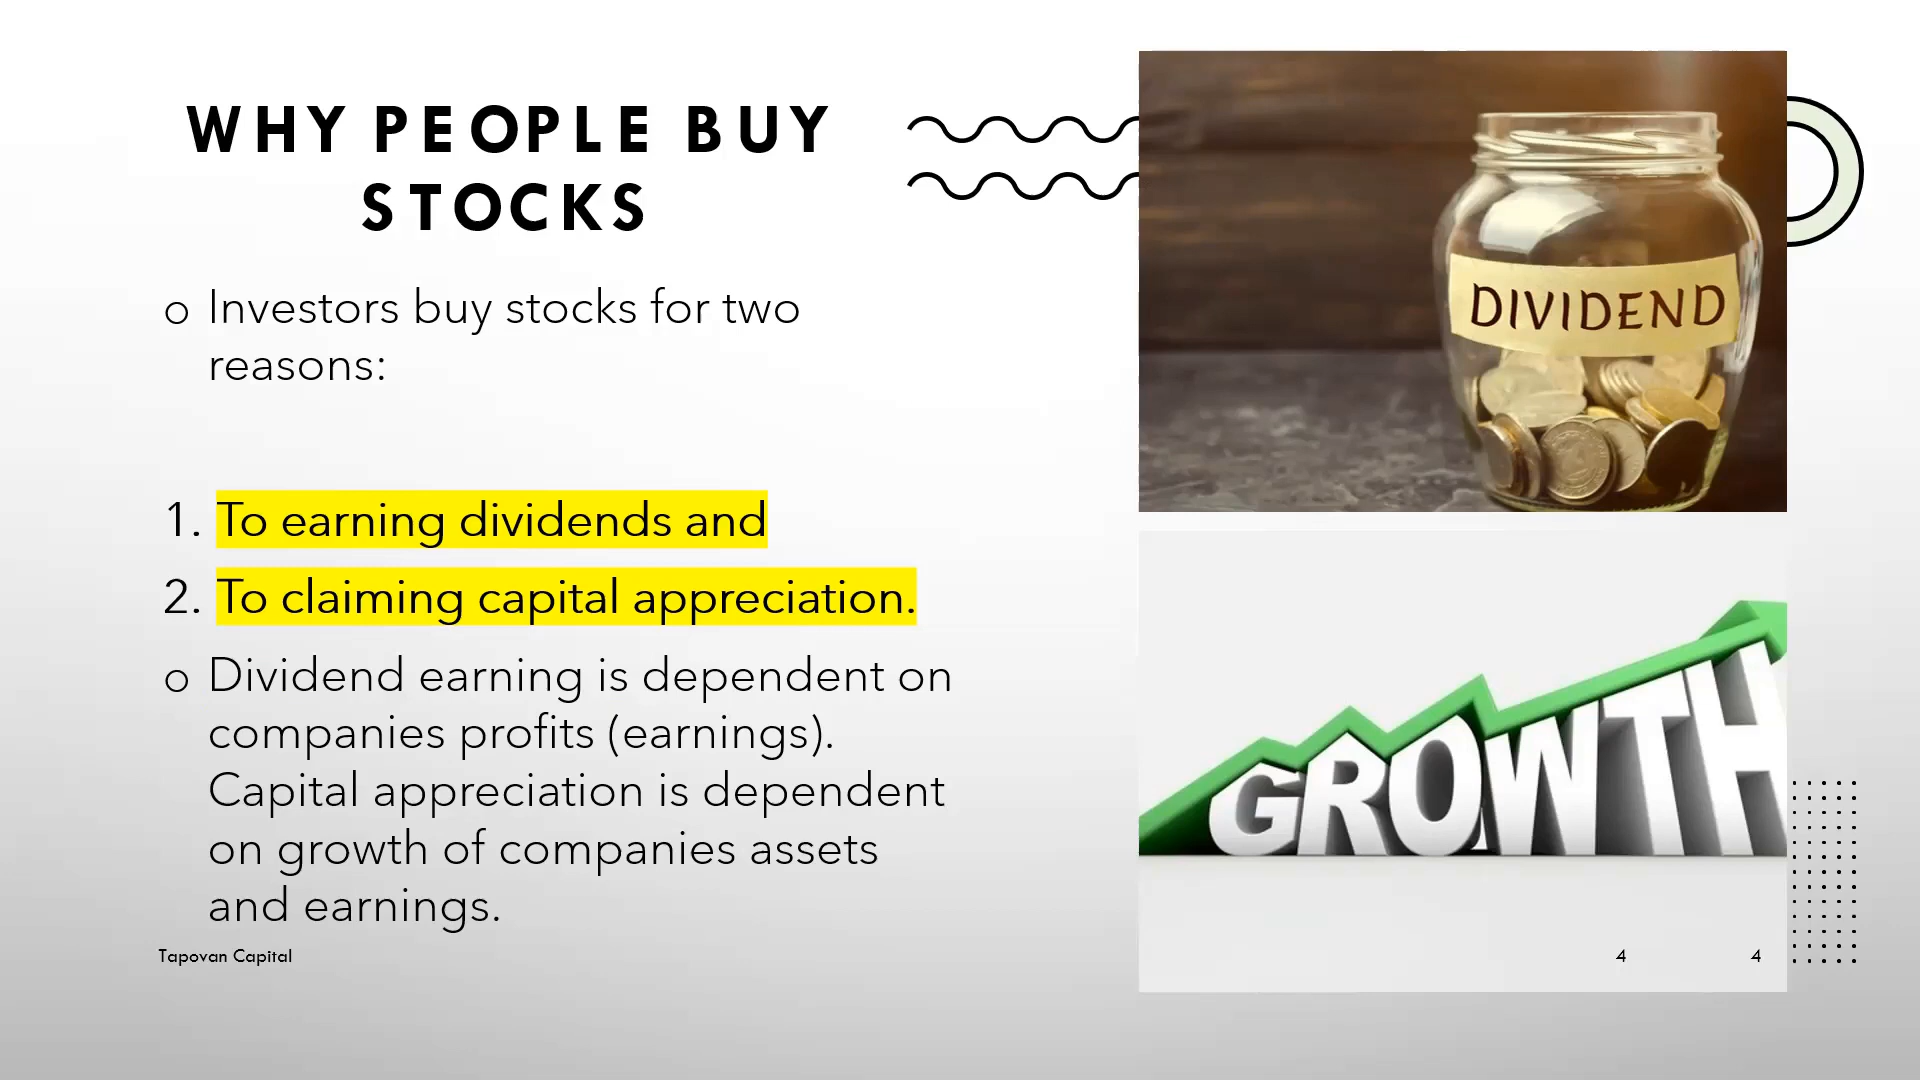 WHY PEOPLE BUY
STOCKS
o Investors buy stocks for two
reasons:
1. To earning dividends and
2. To claiming capital appreciation.
o Dividend earning is dependent on
companies profits (earnings).
Capital appreciation is dependent
on growth of companies assets
and earnings.
DIVIDEND
GROWTH
Tapovan Capital
4 4